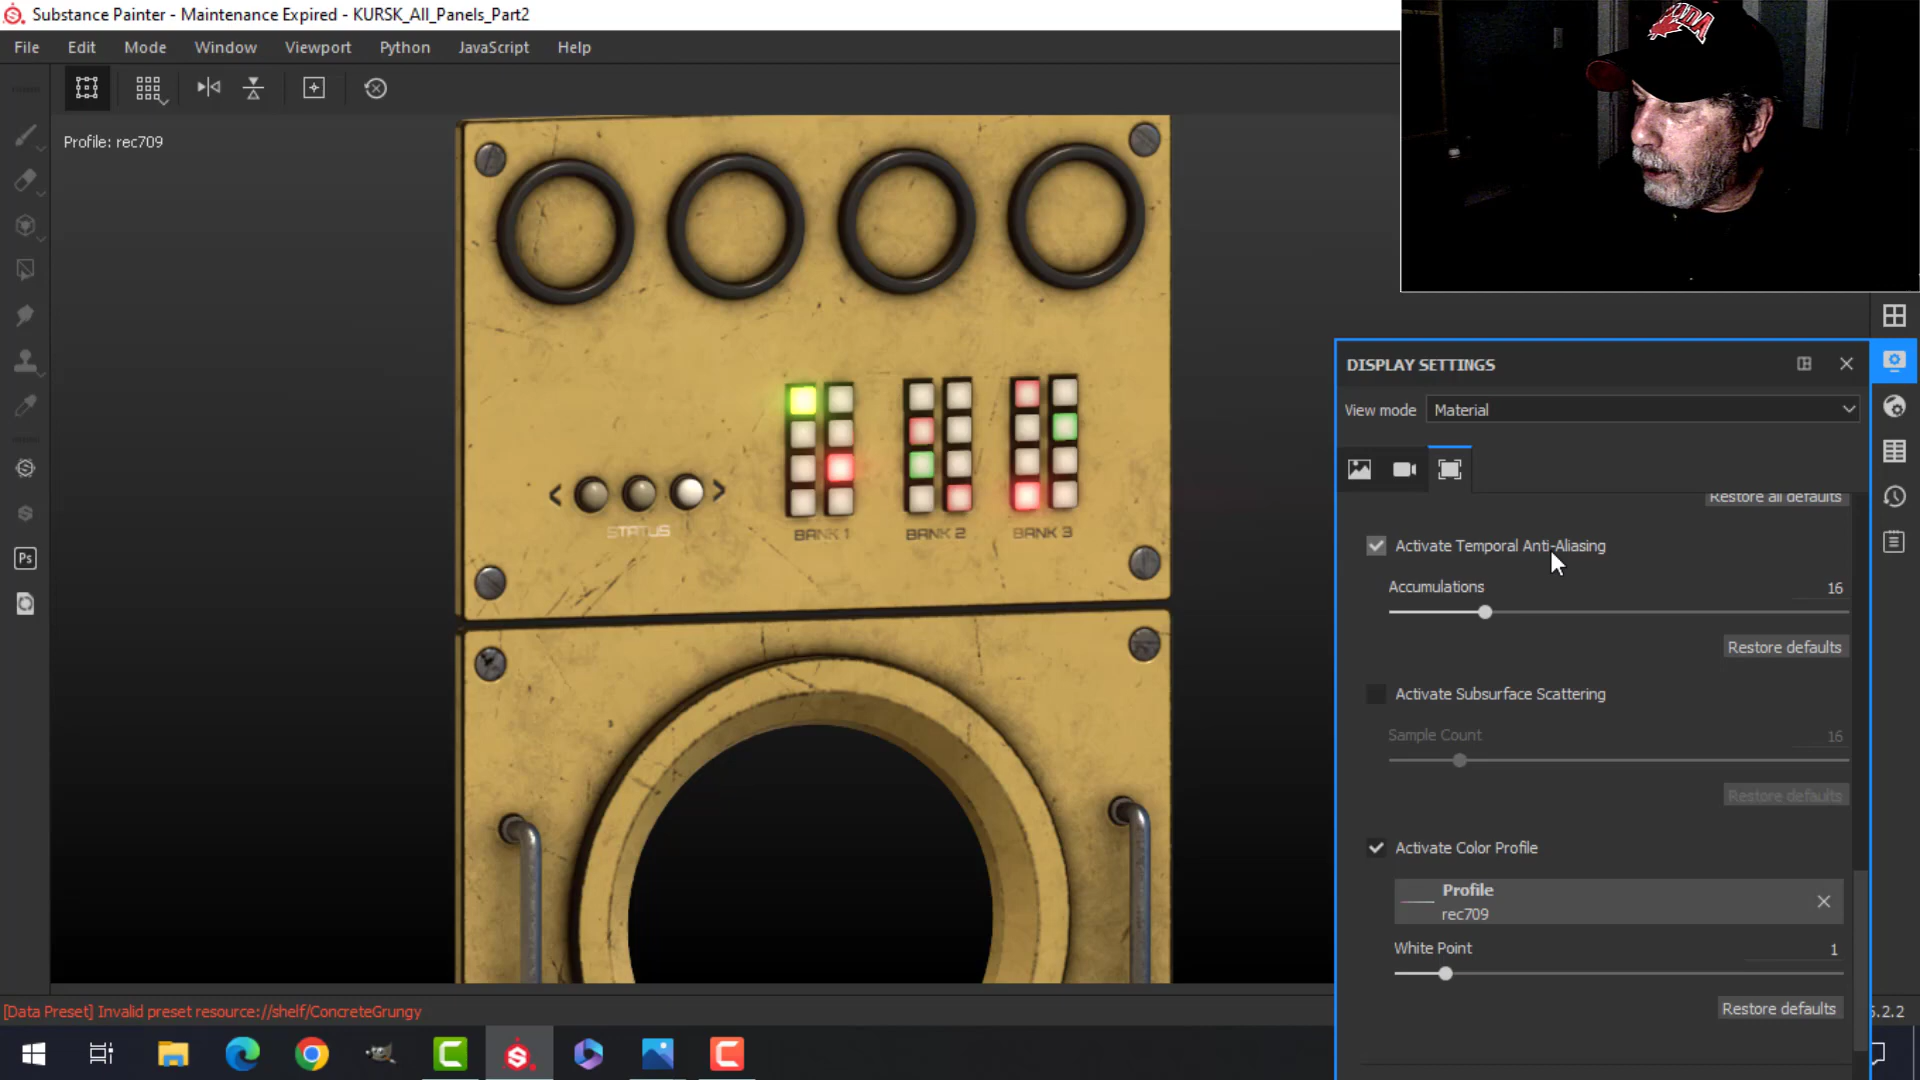 Substance Painter - Maintenance Expired - KURSK_All_Panels_Part2
File Edit Mode Window Viewport Python JavaScript Help
Profile: rec709
DISPLAY SETTINGS
View mode Material
Restore all defaults
Activate Temporal Anti-Aliasing
Accumulations 16
Restore defaults
Activate Subsurface Scattering
Sample Count 16
Restore defaults
Activate Color Profile
Profile
rec709
White Point 1
Restore defaults
STATUS
BANK 1 BANK 2 BANK 3
Ps
[Data Preset] Invalid preset resource://shelf/ConcreteGrungy
.2.2